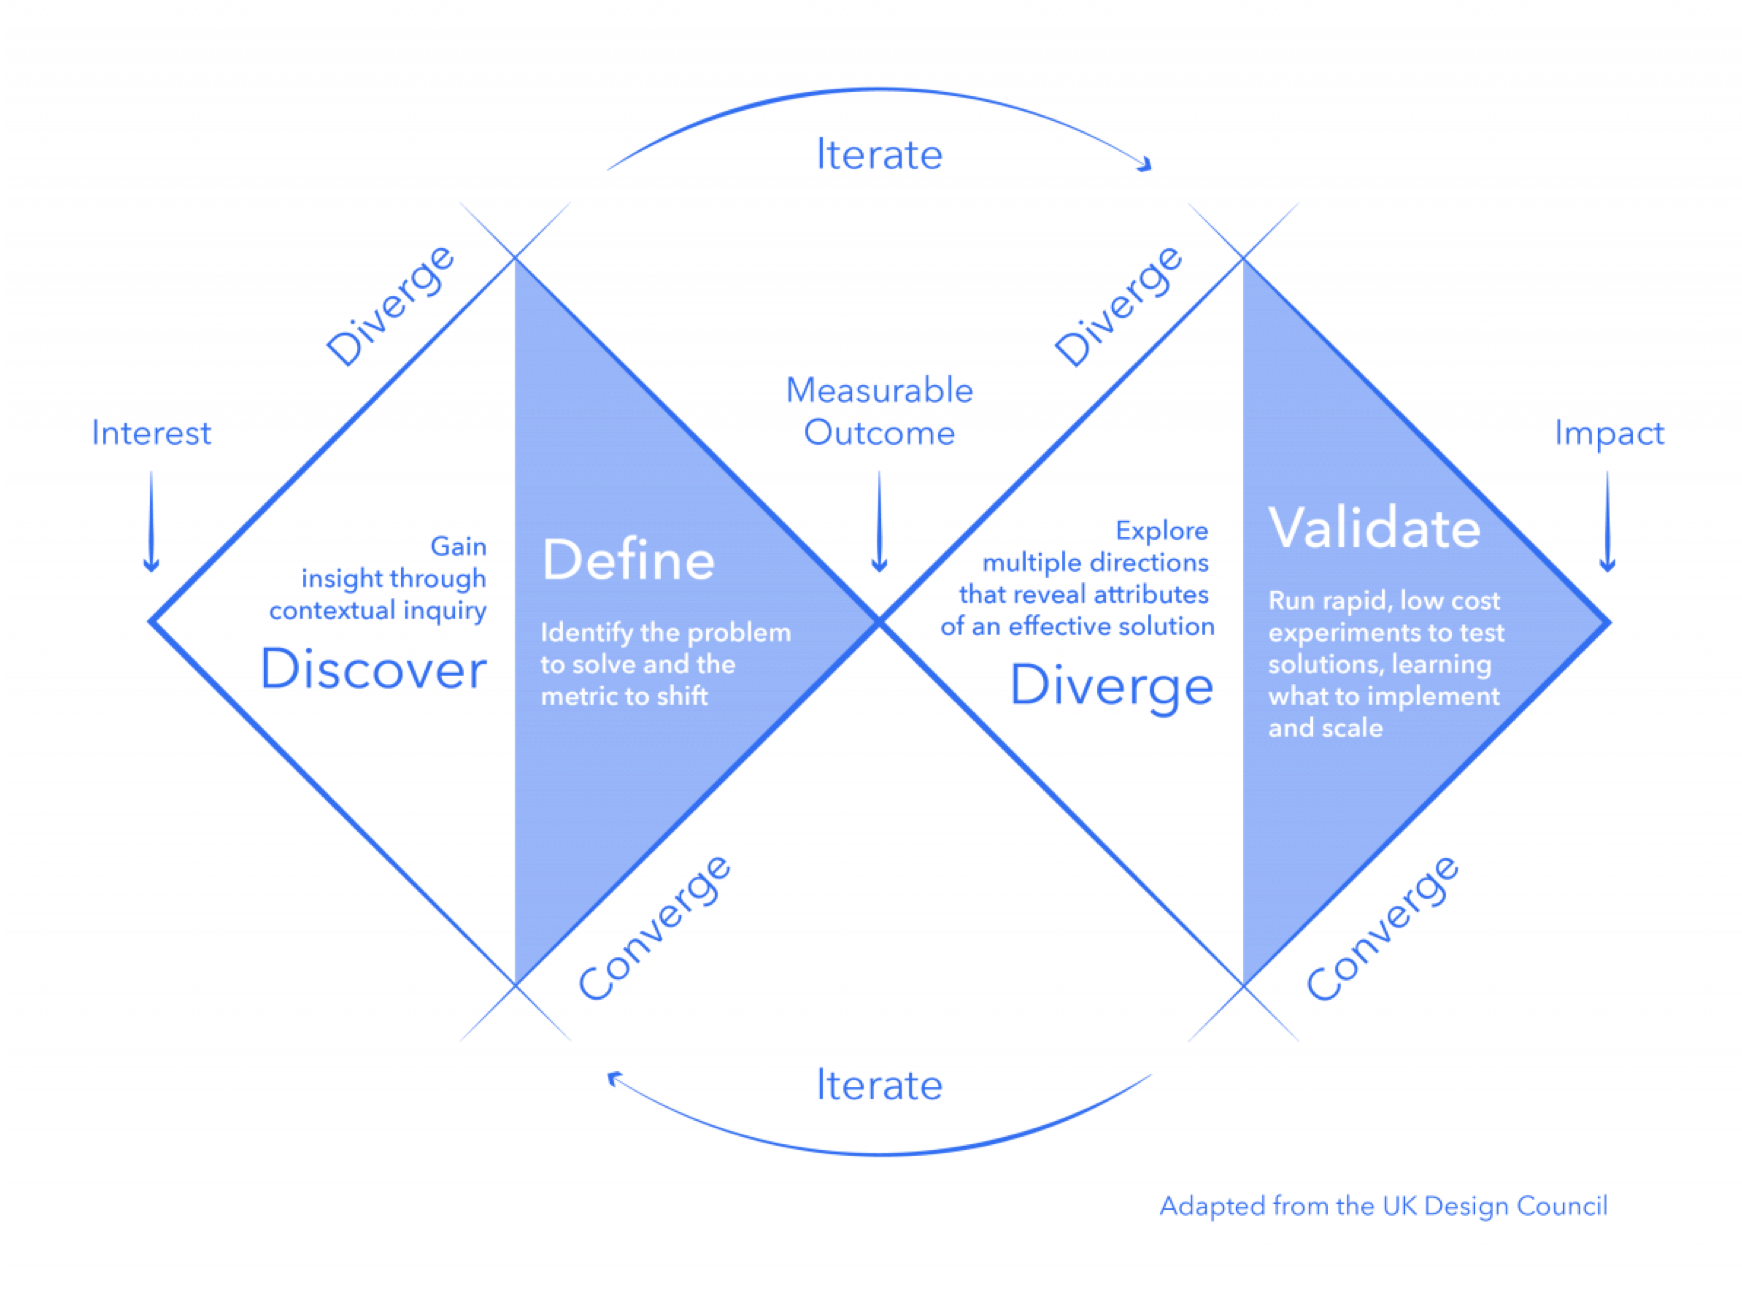 Iterate
Diverge
Diverge
Interest
Measurable
Outcome
Impact
Gain
insight through
contextual inquiry
Discover
Define
Identify the problem
to solve and the
metric to shift
Explore
multiple directions
that reveal attributes
of an effective solution
Diverge
Validate
Run rapid, low cost
experiments to test
solutions, learning
what to implement
and scale
Converge
Converge
Iterate
Adapted from the UK Design Council